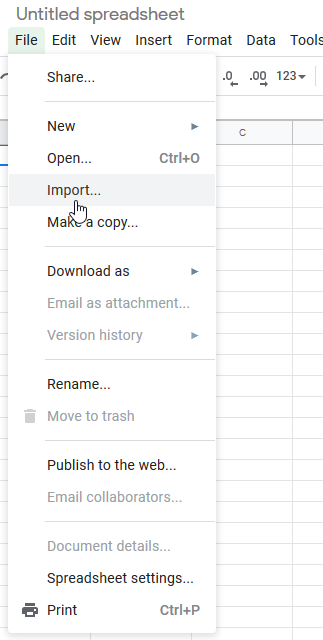 Untitled spreadsheet
File Edit View Insert Format Data Tools
.0 .00 123
Share...
C
New
Open... Ctrl+O
Import...
Make a copy...
Download as
Email as attachment...
Version history
Rename...
Move to trash
Publish to the web...
Email collaborators...
Document details...
Spreadsheet settings...
Print Ctrl+P